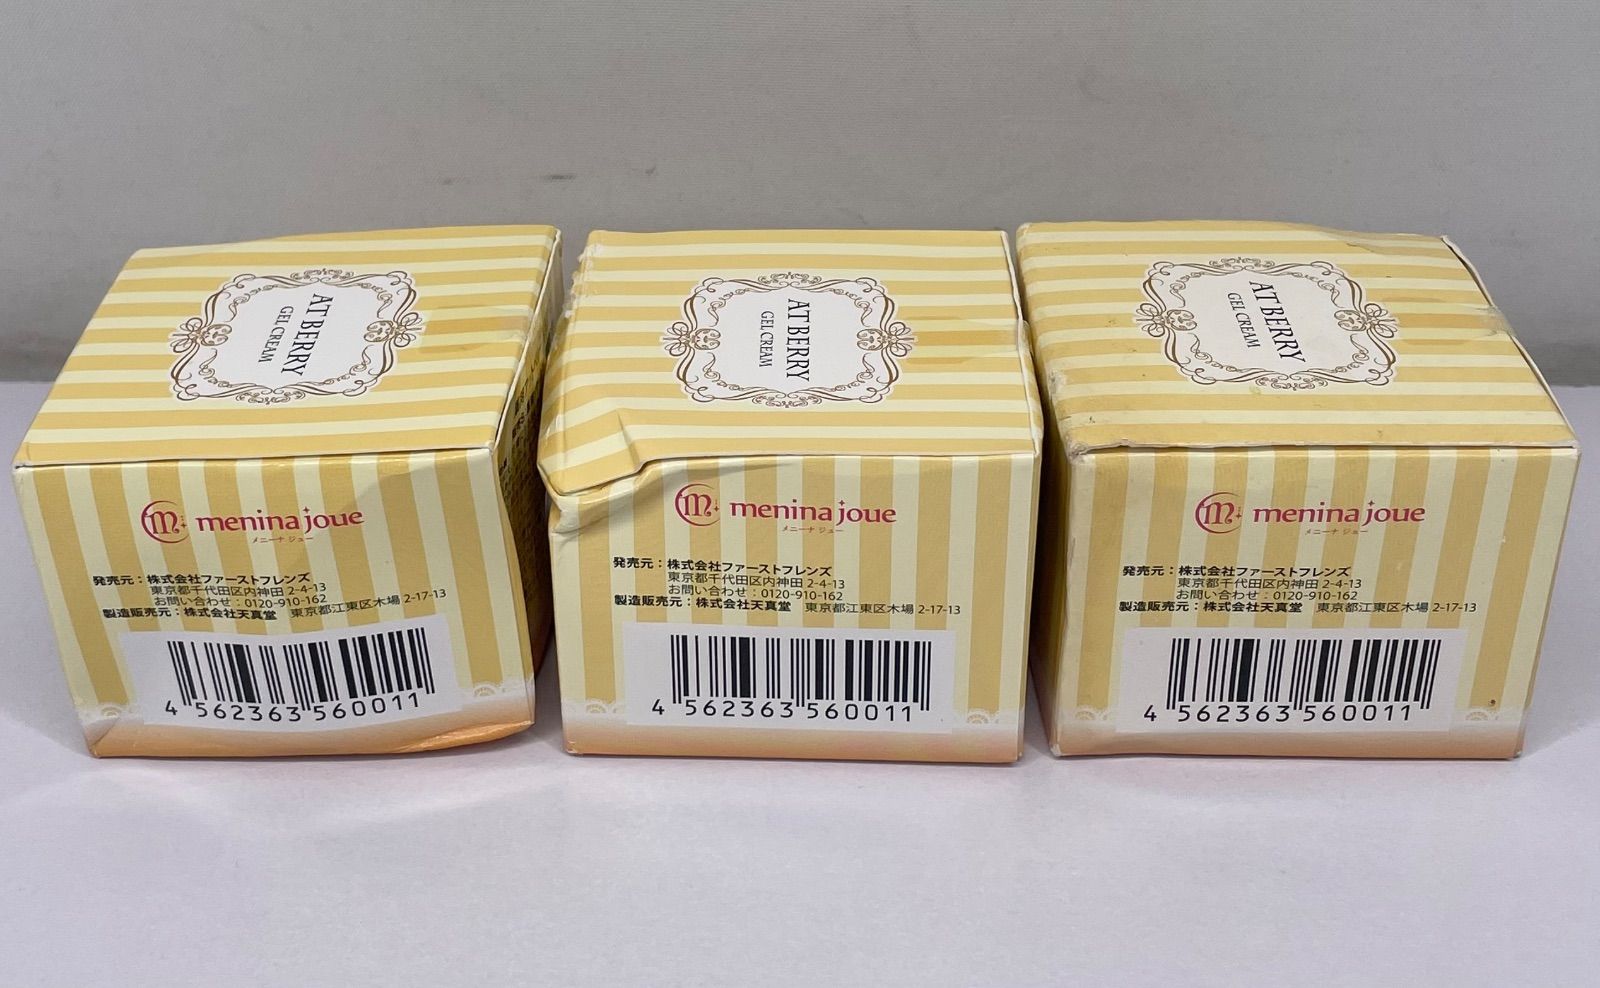 AT BERRY
GEL CREAM
m menina joue
メニーナ ジュー
発売元：株式会社ファーストフレンズ
東京都千代田区内神田 2-4-13
お問い合わせ：0120-910-162
製造販売元：株式会社天真堂　東京都江東区木場 2-17-13
4 562363 560011
AT BERRY
GEL CREAM
m menina joue
メニーナ ジュー
発売元：株式会社ファーストフレンズ
東京都千代田区内神田 2-4-13
お問い合わせ：0120-910-162
製造販売元：株式会社天真堂　東京都江東区木場 2-17-13
4 562363 560011
AT BERRY
GEL CREAM
m menina joue
メニーナ ジュー
発売元：株式会社ファーストフレンズ
東京都千代田区内神田 2-4-13
お問い合わせ：0120-910-162
製造販売元：株式会社天真堂　東京都江東区木場 2-17-13
4 562363 560011